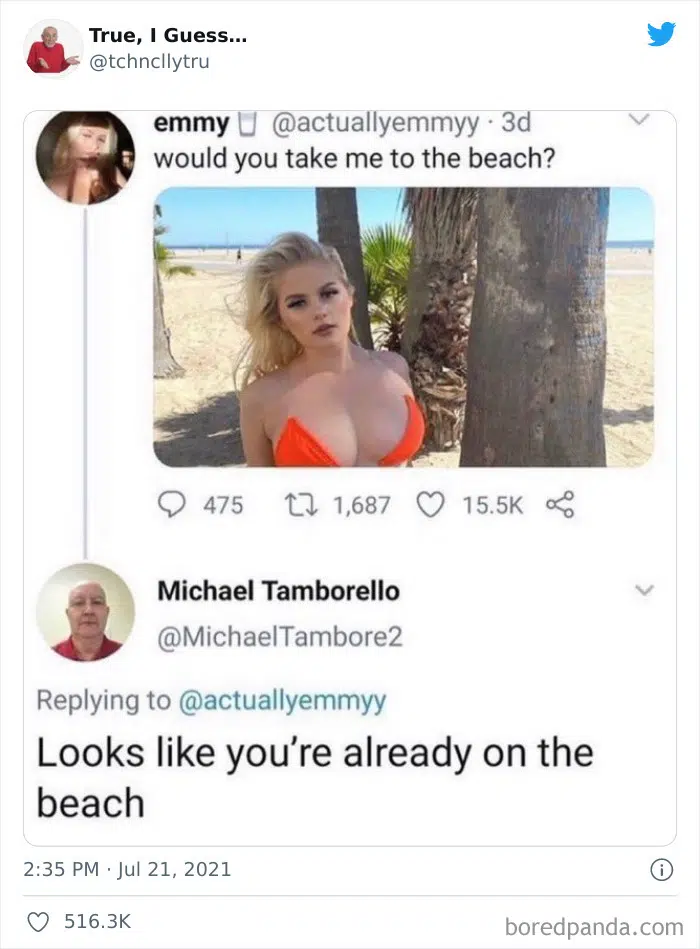 True, I Guess...
@tchncllytru
emmy 🥛 @actuallyemmyy · 3d
would you take me to the beach?
475 1,687 15.5K
Michael Tamborello
@MichaelTambore2
Replying to @actuallyemmyy
Looks like you're already on the
beach
2:35 PM · Jul 21, 2021
516.3K
boredpanda.com